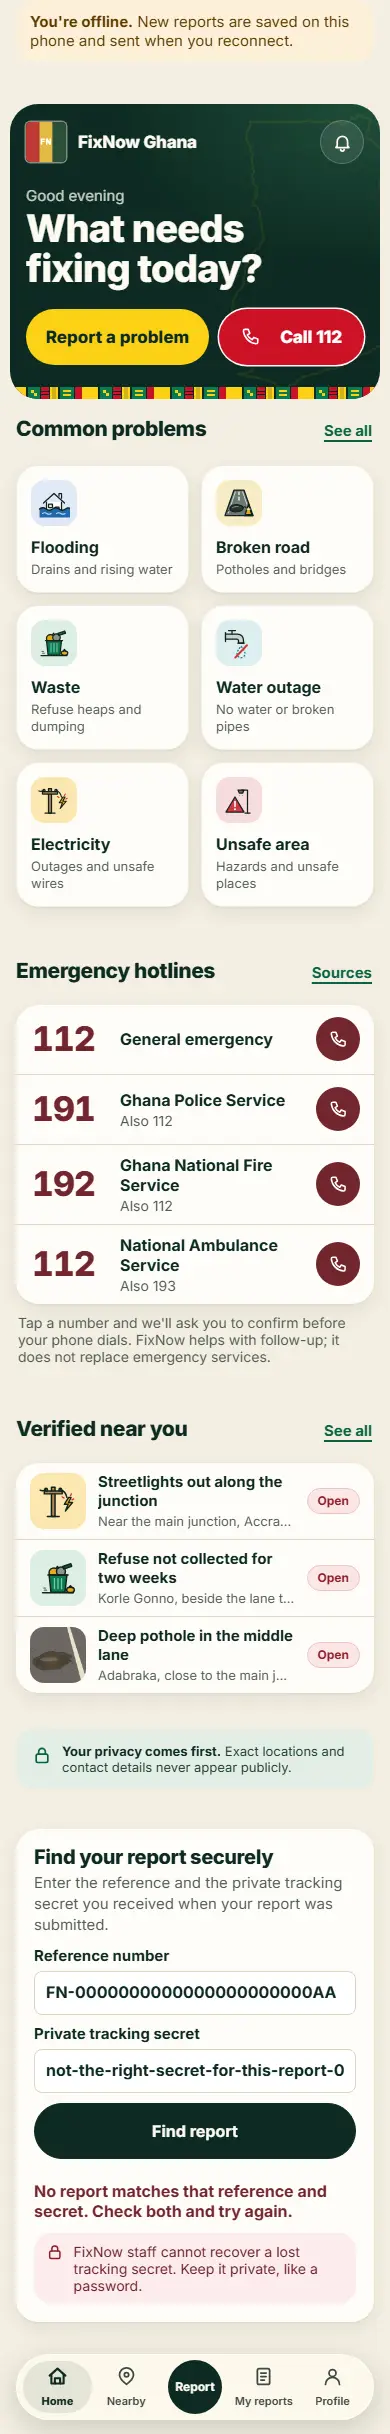 You're offline. New reports are saved on this
phone and sent when you reconnect.
FN
FixNow Ghana
Good evening
What needs
fixing today?
Report a problem
Call 112
Common problems
See all
Flooding
Drains and rising water
Broken road
Potholes and bridges
Waste
Refuse heaps and
dumping
Water outage
No water or broken
pipes
Electricity
Outages and unsafe
wires
Unsafe area
Hazards and unsafe
places
Emergency hotlines
Sources
112
General emergency
191
Ghana Police Service
Also 112
192
Ghana National Fire
Service
Also 112
112
National Ambulance
Service
Also 193
Tap a number and we'll ask you to confirm before
your phone dials. FixNow helps with follow-up; it
does not replace emergency services.
Verified near you
See all
Streetlights out along the
junction
Near the main junction, Accra...
Open
Refuse not collected for
two weeks
Korle Gonno, beside the lane t...
Open
Deep pothole in the middle
lane
Adabraka, close to the main j...
Open
Your privacy comes first. Exact locations and
contact details never appear publicly.
Find your report securely
Enter the reference and the private tracking
secret you received when your report was
submitted.
Reference number
FN-0000000000000000000000AA
Private tracking secret
not-the-right-secret-for-this-report-0
Find report
No report matches that reference and
secret. Check both and try again.
FixNow staff cannot recover a lost
tracking secret. Keep it private, like a
password.
Home
Nearby
Report
My reports
Profile